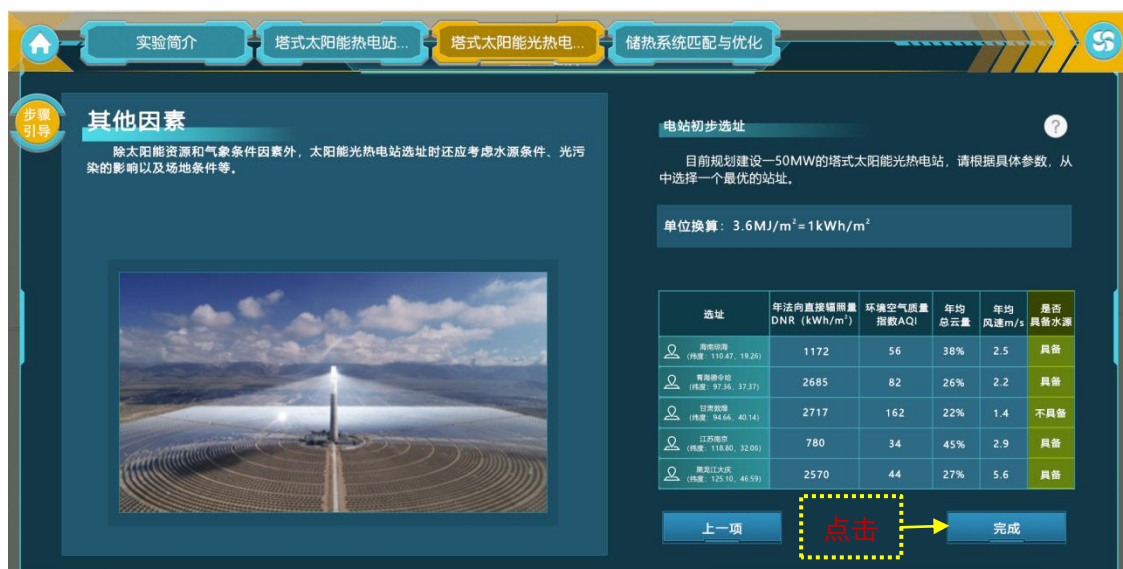 实验简介
塔式太阳能热电站...
塔式太阳能光热电...
储热系统匹配与优化
步骤
引导
其他因素
除太阳能资源和气象条件因素外，太阳能光热电站选址时还应考虑水源条件、光污
染的影响以及场地条件等。
电站初步选址
?
目前规划建设一50MW的塔式太阳能光热电站，请根据具体参数，从
中选择一个最优的站址。
单位换算：3.6MJ/m²=1kWh/m²
选址 年法向直接辐照量 DNR（kWh/m²） 环境空气质量 指数AQI 年均 总云量 年均 风速m/s 是否 具备水源
海南琼海
(纬度：110.47，19.26) 1172 56 38% 2.5 具备
青海德令哈
(纬度：97.36，37.37) 2685 82 26% 2.2 具备
甘肃敦煌
(纬度：94.66，40.14) 2717 162 22% 1.4 不具备
江苏南京
(纬度：118.80，32.06) 780 34 45% 2.9 具备
黑龙江大庆
(纬度：125.10，46.59) 2570 44 27% 5.6 具备
上一项
点击
完成